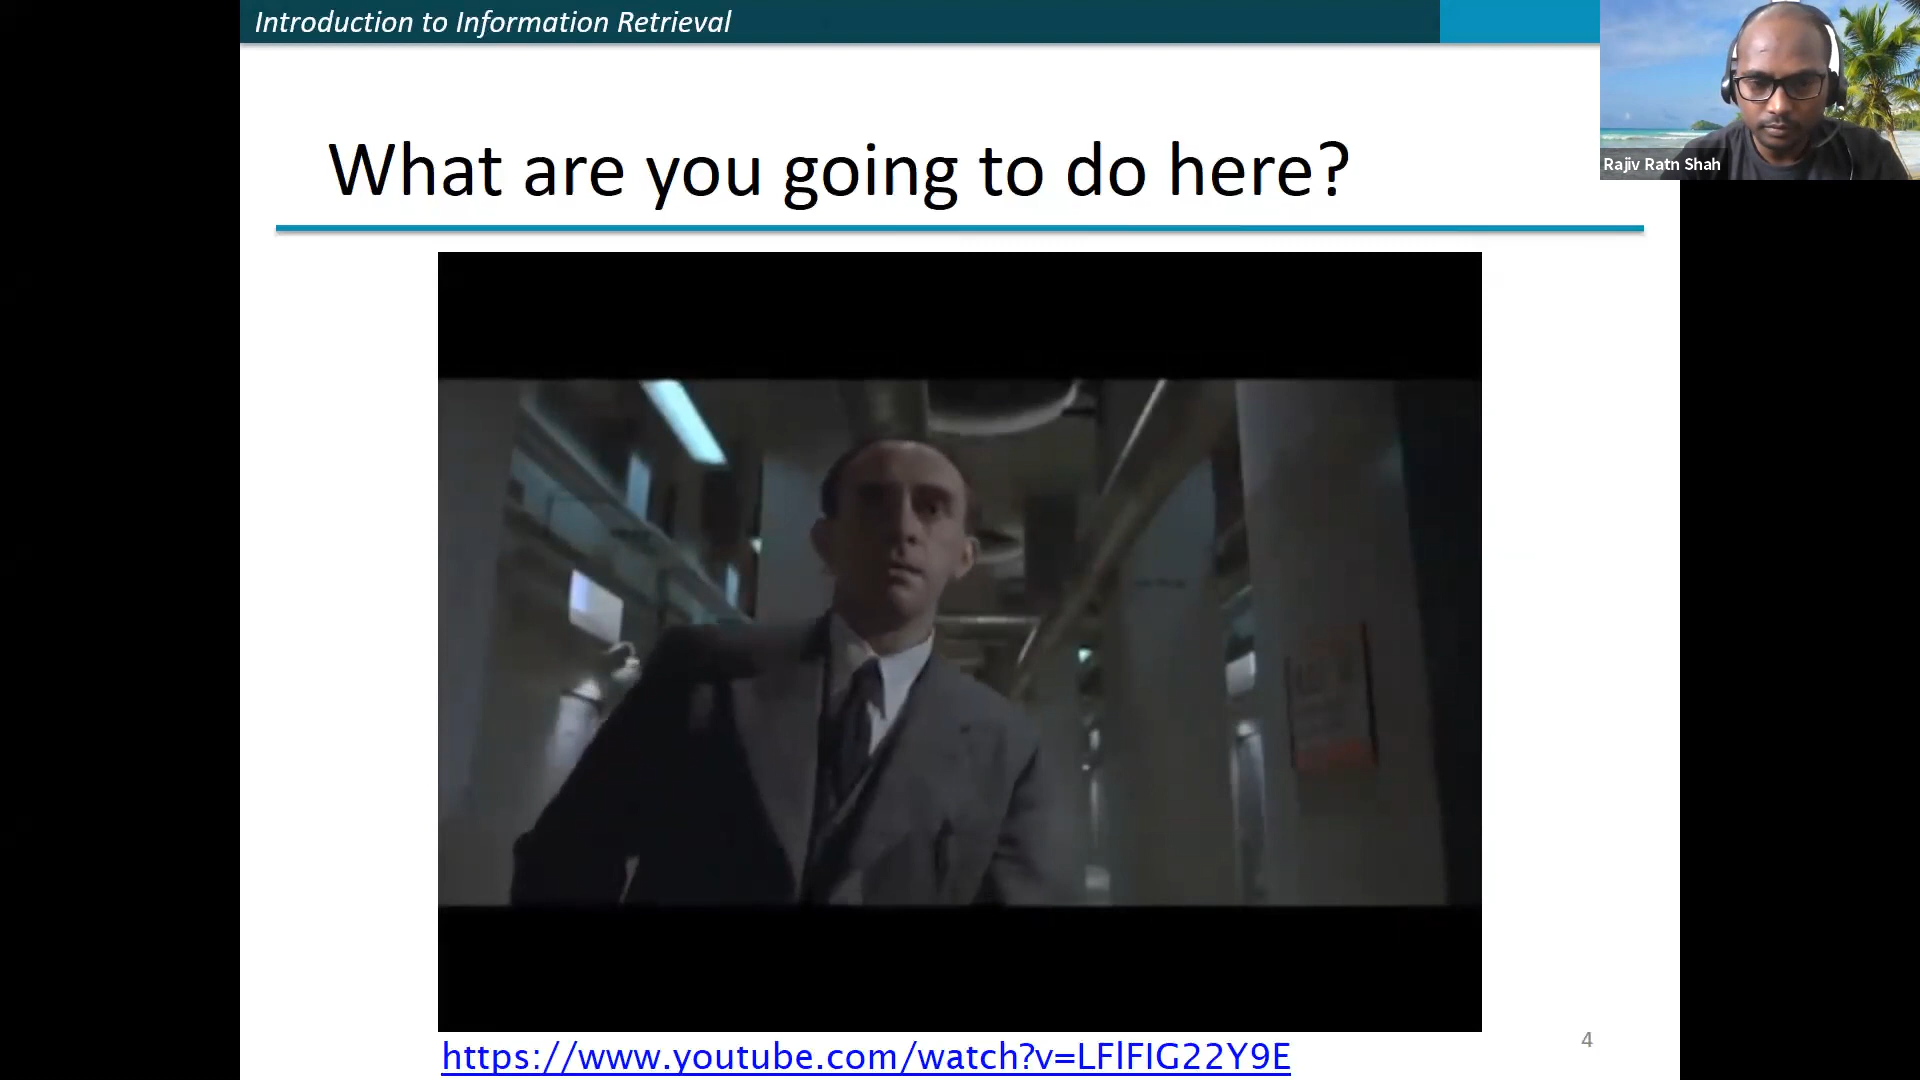 Introduction to Information Retrieval
Rajiv Ratn Shah
What are you going to do here?
https://www.youtube.com/watch?v=LFlFIG22Y9E
4